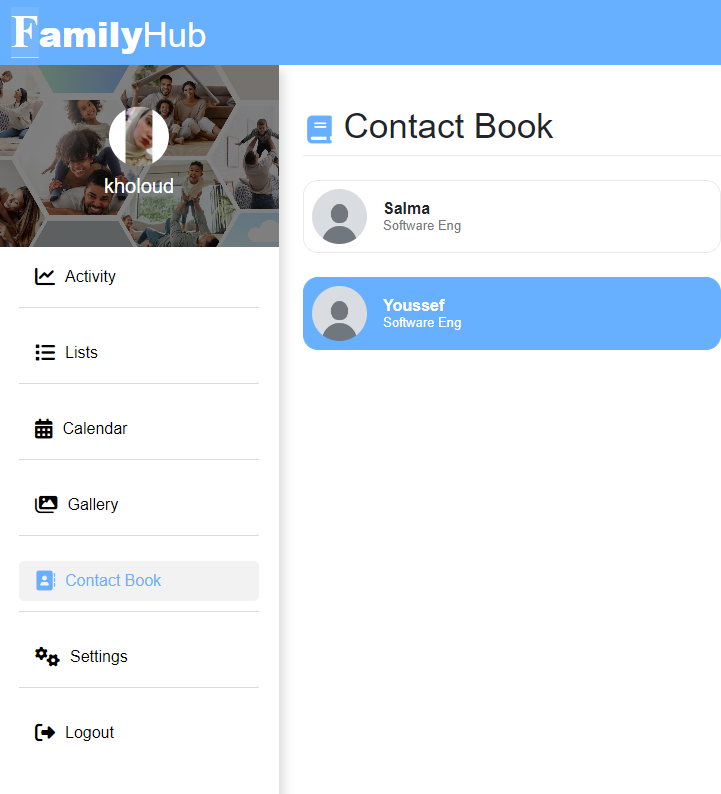 FamilyHub
kholoud
Activity
Lists
Calendar
Gallery
Contact Book
Settings
Logout
Contact Book
Salma
Software Eng
Youssef
Software Eng